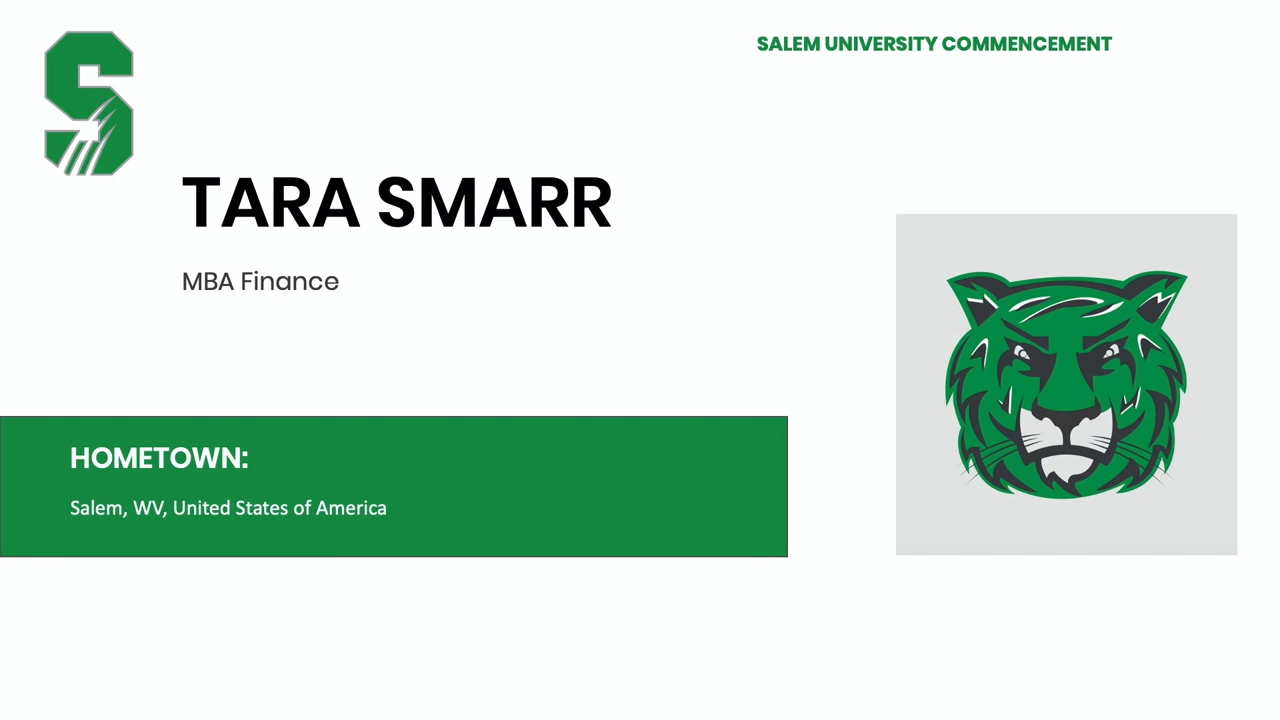 S
SALEM UNIVERSITY COMMENCEMENT
TARA SMARR
MBA Finance
HOMETOWN:
Salem, WV, United States of America